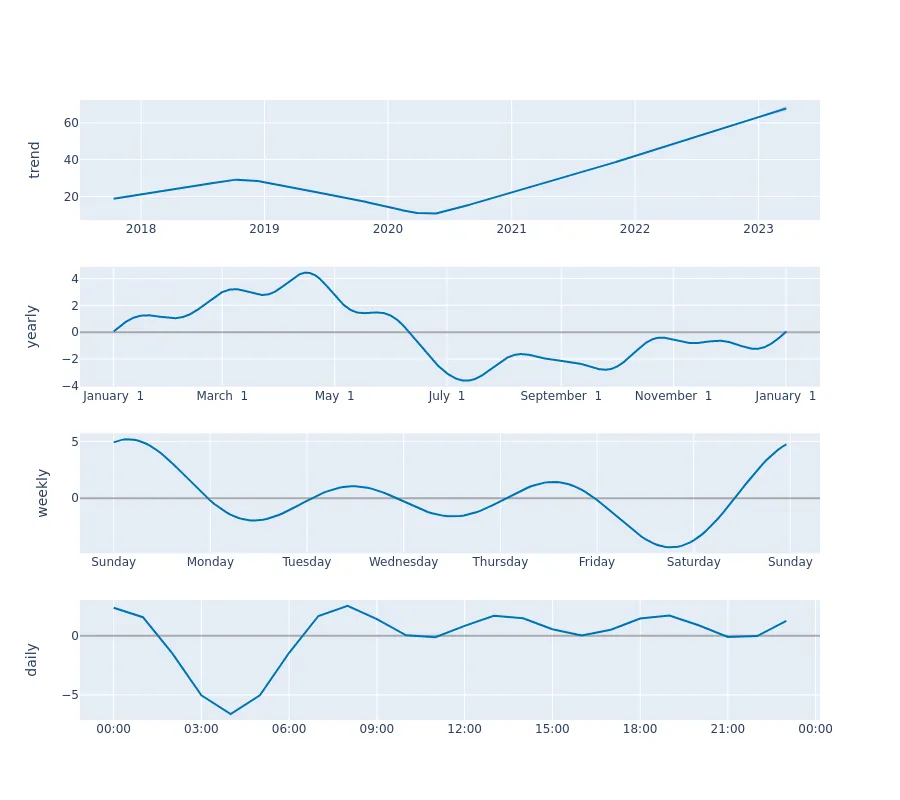 trend
60
40
20
2018 2019 2020 2021 2022 2023
yearly
4
2
0
−2
−4
January 1 March 1 May 1 July 1 September 1 November 1 January 1
weekly
5
0
Sunday Monday Tuesday Wednesday Thursday Friday Saturday Sunday
daily
0
−5
00:00 03:00 06:00 09:00 12:00 15:00 18:00 21:00 00:00